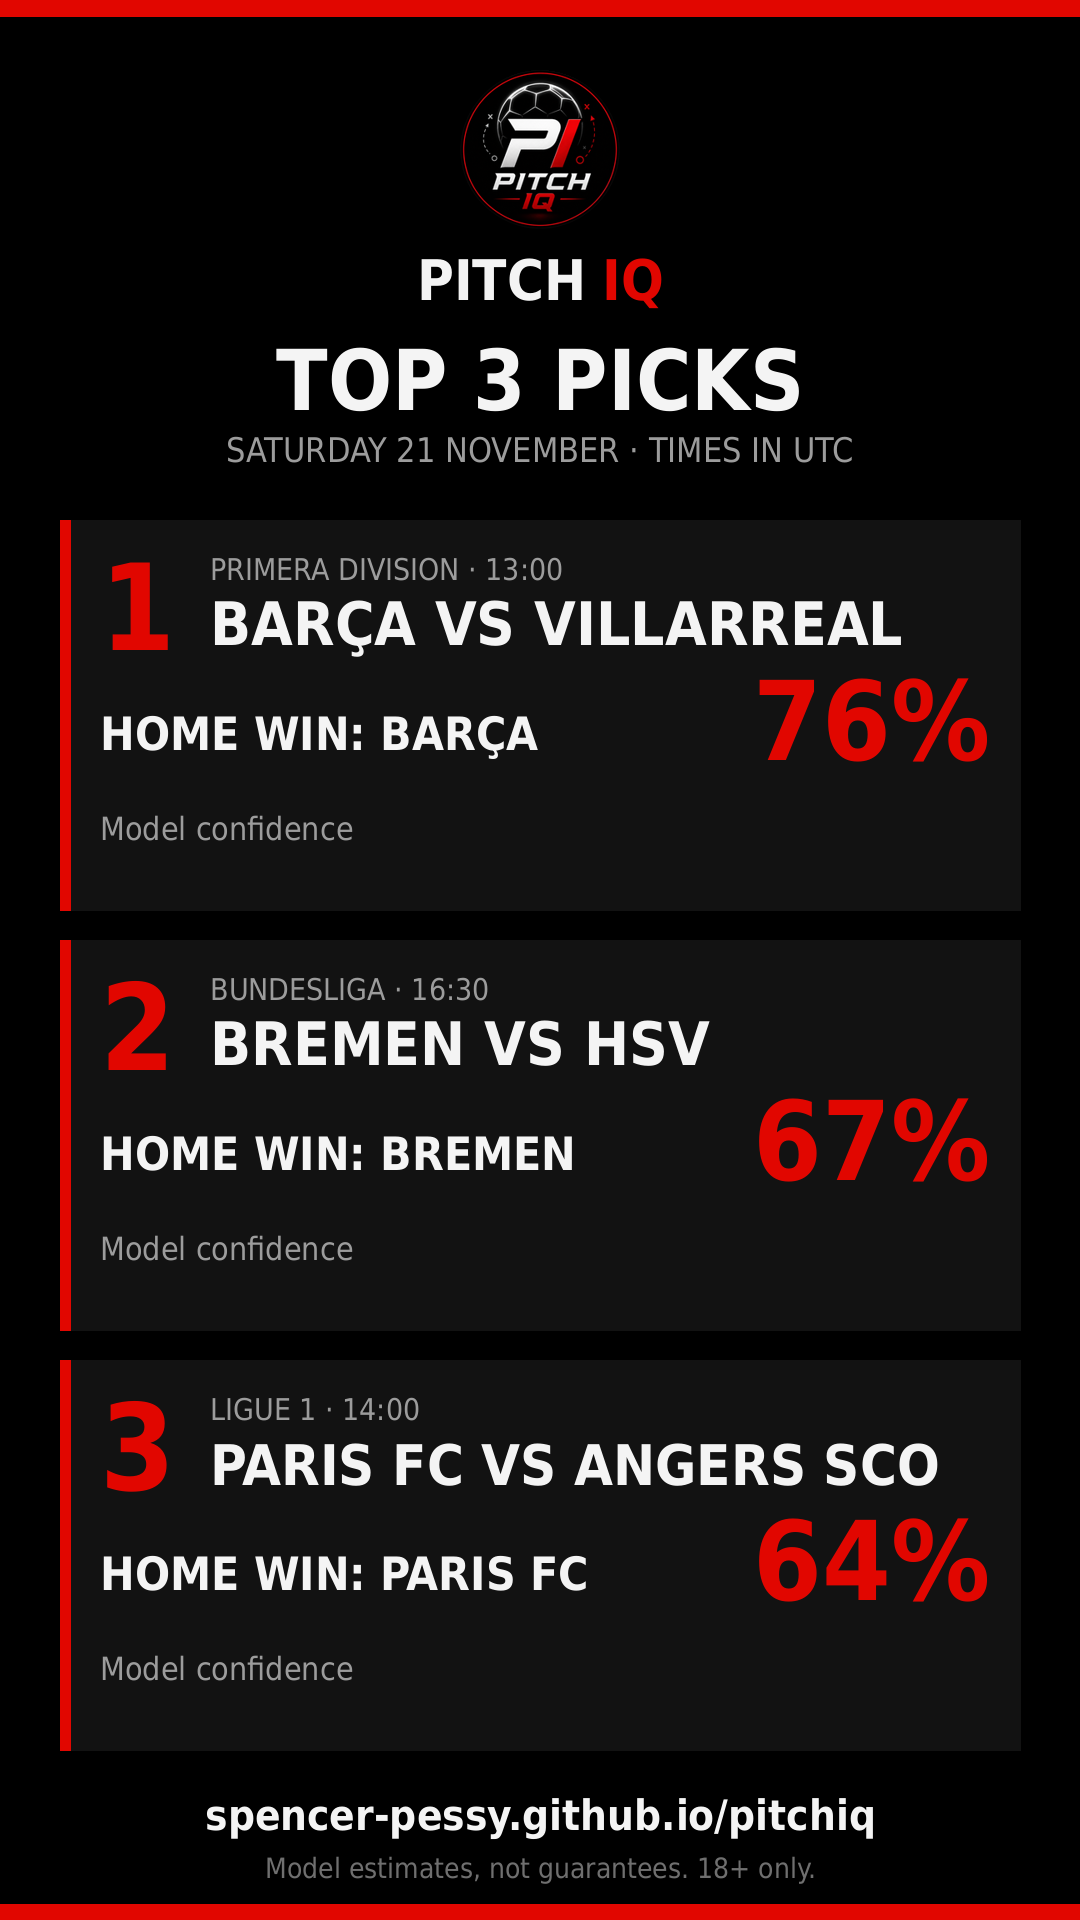 PI
PITCH
IQ
PITCH IQ
TOP 3 PICKS
SATURDAY 21 NOVEMBER · TIMES IN UTC
1
PRIMERA DIVISION · 13:00
BARÇA VS VILLARREAL
HOME WIN: BARÇA
76%
Model confidence
2
BUNDESLIGA · 16:30
BREMEN VS HSV
HOME WIN: BREMEN
67%
Model confidence
3
LIGUE 1 · 14:00
PARIS FC VS ANGERS SCO
HOME WIN: PARIS FC
64%
Model confidence
spencer-pessy.github.io/pitchiq
Model estimates, not guarantees. 18+ only.